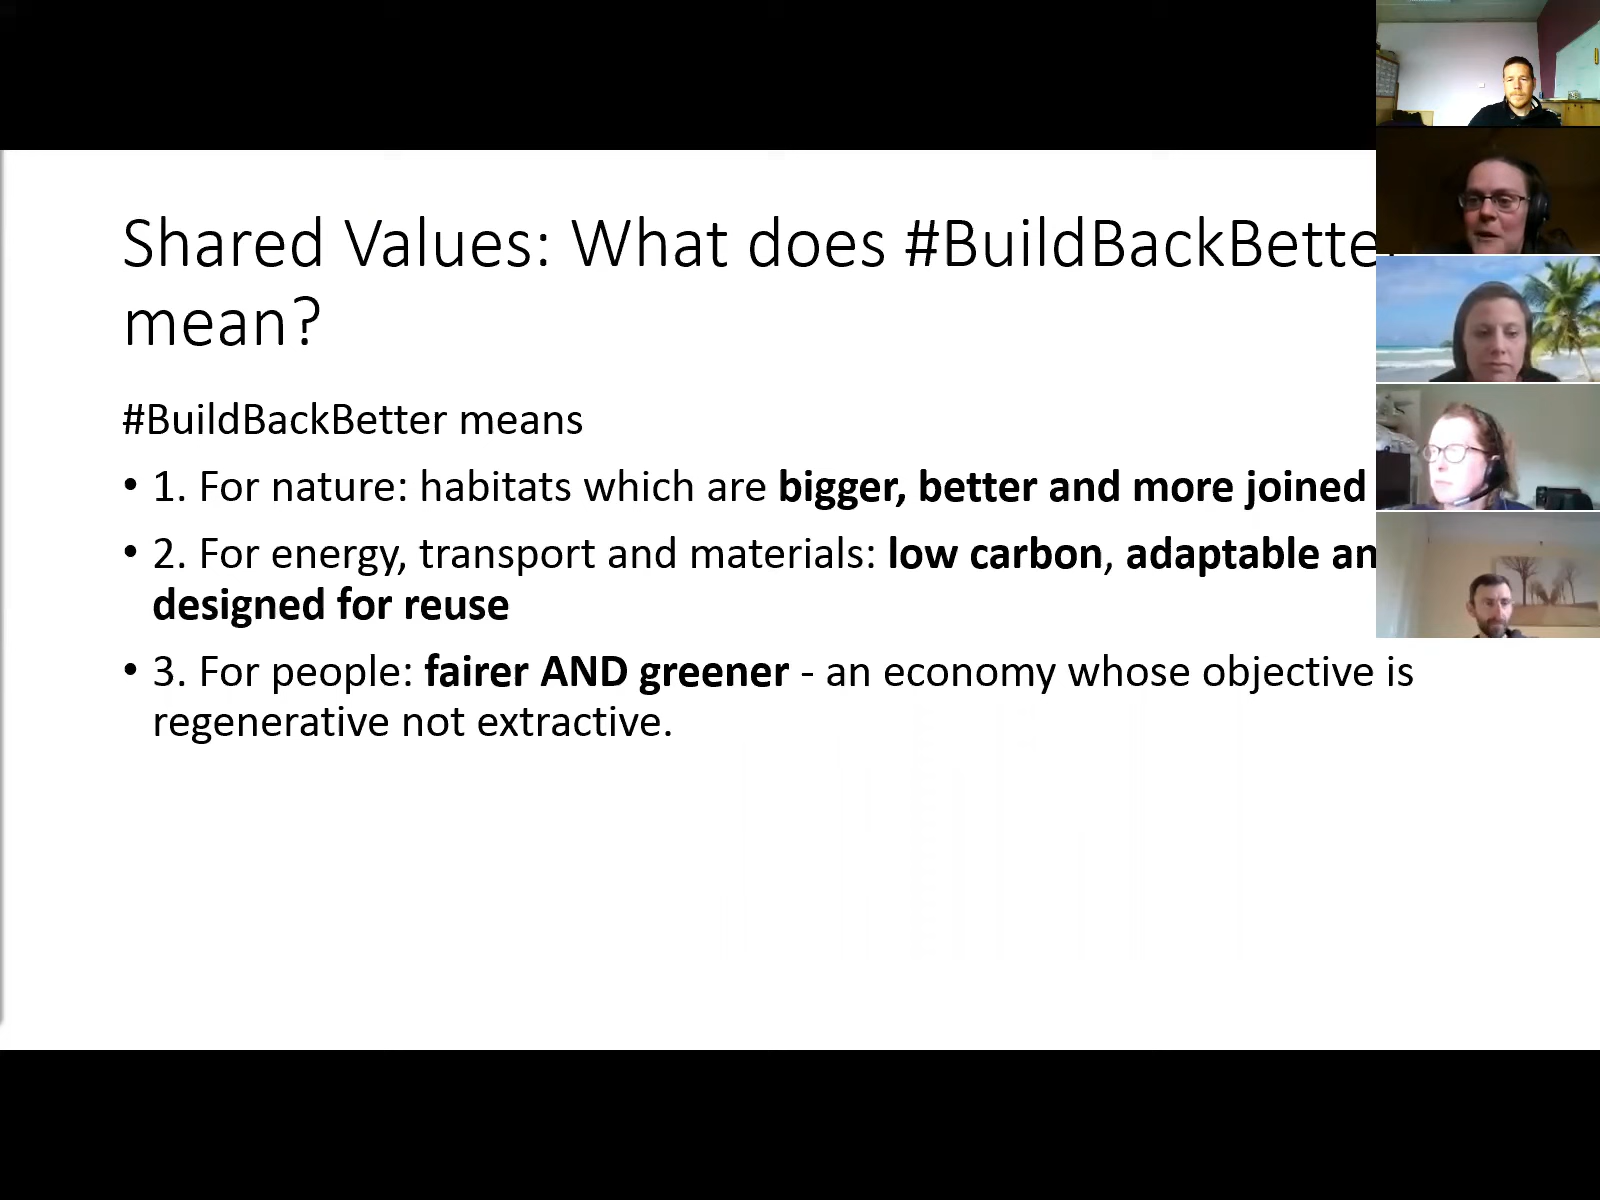 Shared Values: What does #BuildBackBetter
mean?
#BuildBackBetter means
• 1. For nature: habitats which are bigger, better and more joined
• 2. For energy, transport and materials: low carbon, adaptable an
designed for reuse
• 3. For people: fairer AND greener - an economy whose objective is
regenerative not extractive.